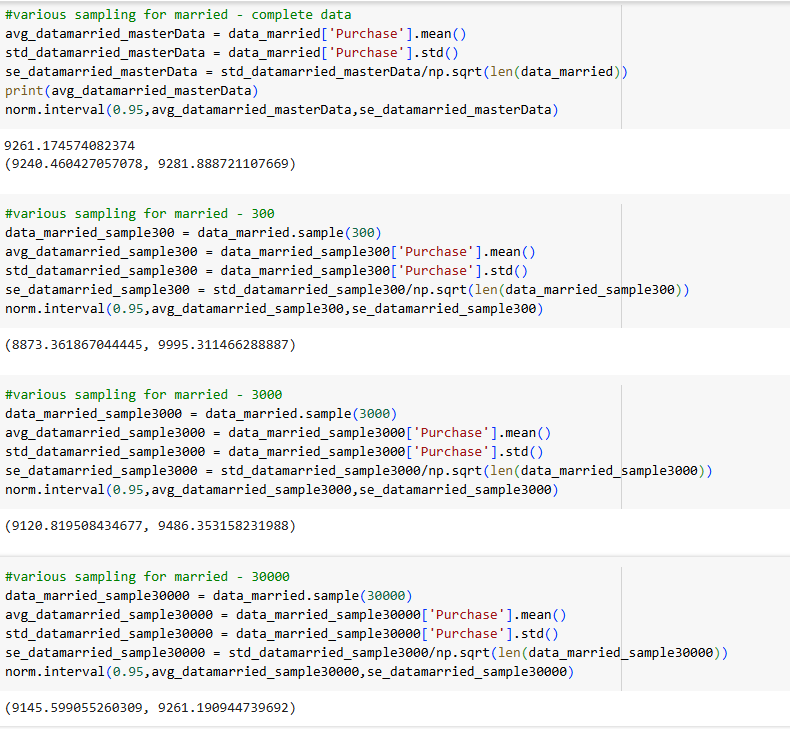 #various sampling for married - complete data
avg_datamarried_masterData = data_married['Purchase'].mean()
std_datamarried_masterData = data_married['Purchase'].std()
se_datamarried_masterData = std_datamarried_masterData/np.sqrt(len(data_married))
print(avg_datamarried_masterData)
norm.interval(0.95,avg_datamarried_masterData,se_datamarried_masterData)
9261.174574082374
(9240.460427057078, 9281.888721107669)
#various sampling for married - 300
data_married_sample300 = data_married.sample(300)
avg_datamarried_sample300 = data_married_sample300['Purchase'].mean()
std_datamarried_sample300 = data_married_sample300['Purchase'].std()
se_datamarried_sample300 = std_datamarried_sample300/np.sqrt(len(data_married_sample300))
norm.interval(0.95,avg_datamarried_sample300,se_datamarried_sample300)
(8873.361867044445, 9995.311466288887)
#various sampling for married - 3000
data_married_sample3000 = data_married.sample(3000)
avg_datamarried_sample3000 = data_married_sample3000['Purchase'].mean()
std_datamarried_sample3000 = data_married_sample3000['Purchase'].std()
se_datamarried_sample3000 = std_datamarried_sample3000/np.sqrt(len(data_married_sample3000))
norm.interval(0.95,avg_datamarried_sample3000,se_datamarried_sample3000)
(9120.819508434677, 9486.353158231988)
#various sampling for married - 30000
data_married_sample30000 = data_married.sample(30000)
avg_datamarried_sample30000 = data_married_sample30000['Purchase'].mean()
std_datamarried_sample30000 = data_married_sample30000['Purchase'].std()
se_datamarried_sample30000 = std_datamarried_sample3000/np.sqrt(len(data_married_sample30000))
norm.interval(0.95,avg_datamarried_sample30000,se_datamarried_sample30000)
(9145.599055260309, 9261.190944739692)